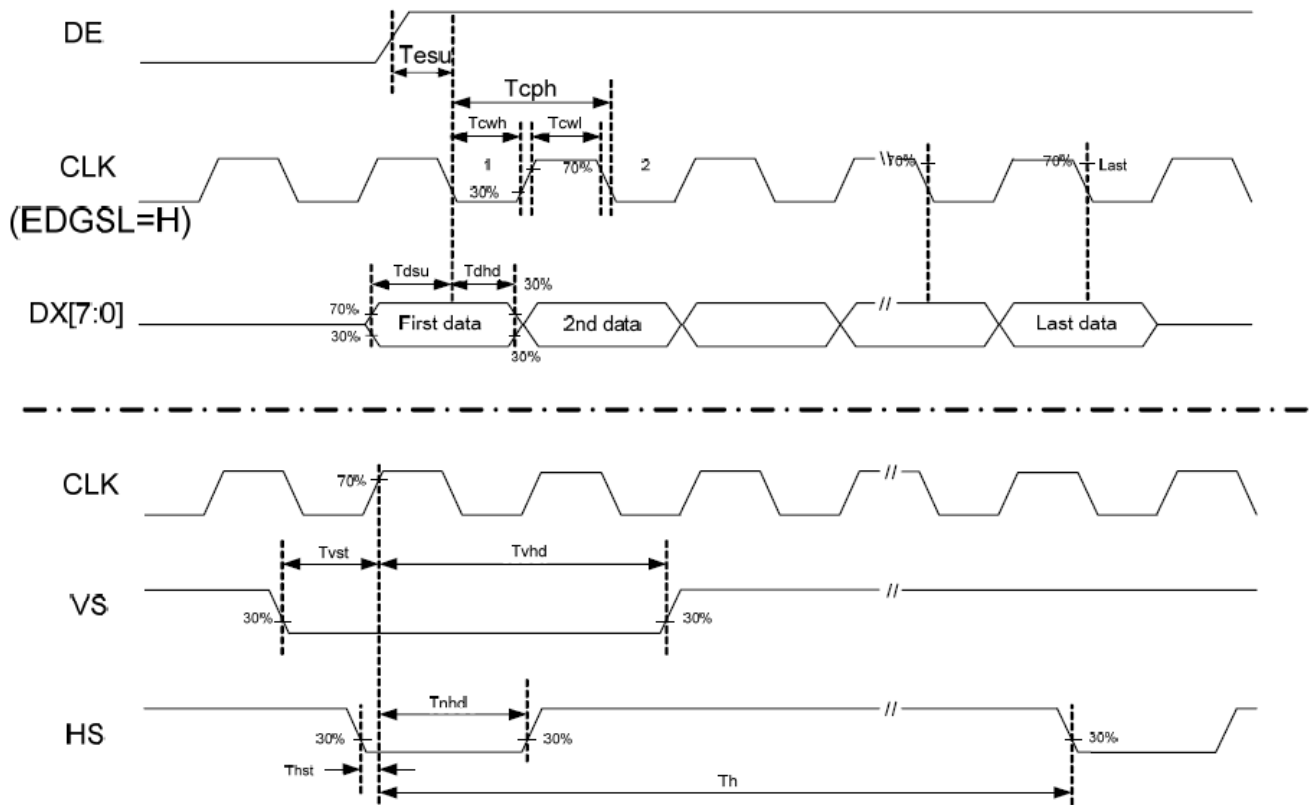 DE
Tesu
Tcph
Tcwh
Tcwl
CLK
1
70%
2
\\
70%
70%
Last
30%
(EDGSL=H)
Tdsu
Tdhd
30%
DX[7:0]
70%
First data
2nd data
//
Last data
30%
30%
CLK
70%
//
Tvst
Tvhd
VS
30%
30%
//
Thhd
HS
30%
30%
//
30%
Thst
Th